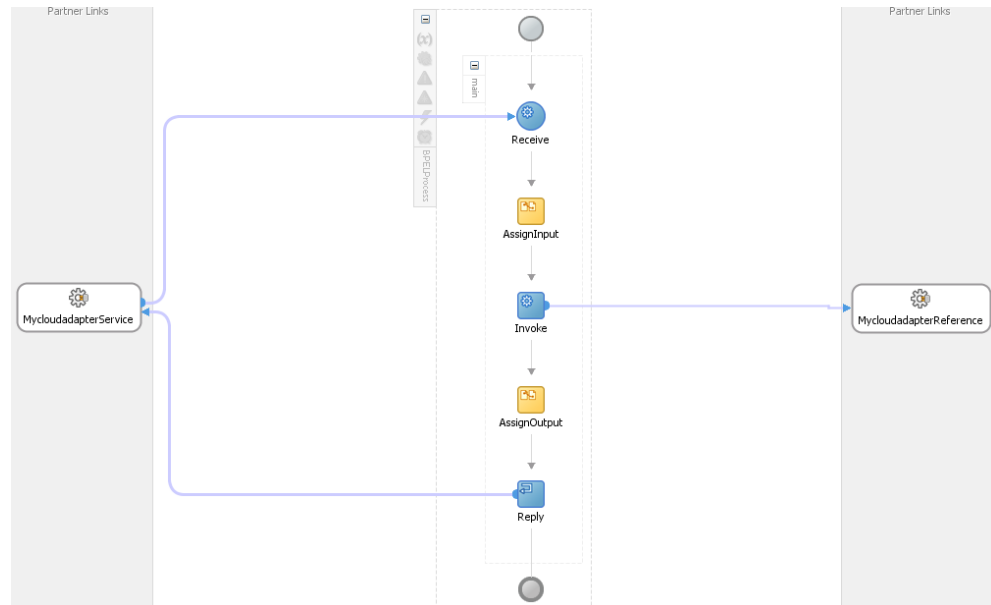 Partner Links
Partner Links
(x)
main
Receive
BPELProcess
AssignInput
MycloudadapterService
Invoke
MycloudadapterReference
AssignOutput
Reply